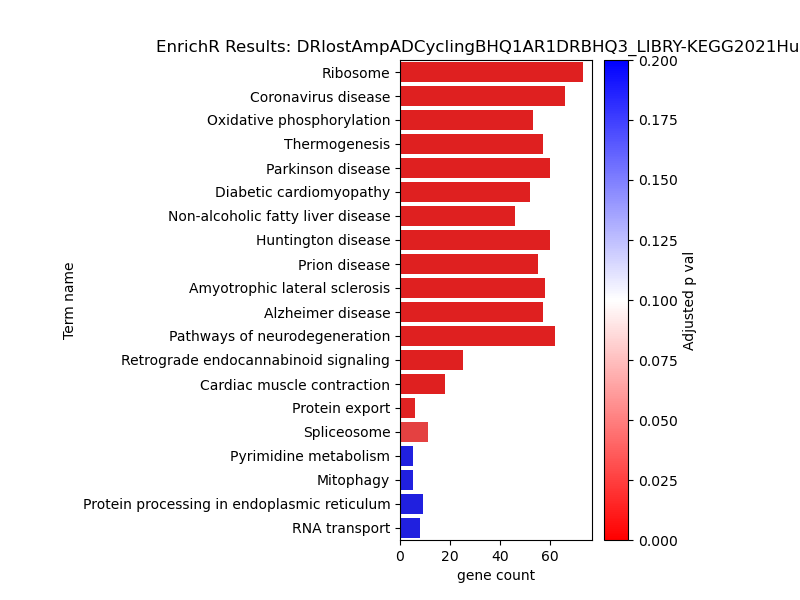 EnrichR Results: DRlostAmpADCyclingBHQ1AR1DRBHQ3_LIBRY-KEGG2021Hu
Term name
Ribosome
Coronavirus disease
Oxidative phosphorylation
Thermogenesis
Parkinson disease
Diabetic cardiomyopathy
Non-alcoholic fatty liver disease
Huntington disease
Prion disease
Amyotrophic lateral sclerosis
Alzheimer disease
Pathways of neurodegeneration
Retrograde endocannabinoid signaling
Cardiac muscle contraction
Protein export
Spliceosome
Pyrimidine metabolism
Mitophagy
Protein processing in endoplasmic reticulum
RNA transport
0 20 40 60
gene count
0.200
0.175
0.150
0.125
0.100
0.075
0.050
0.025
0.000
Adjusted p val